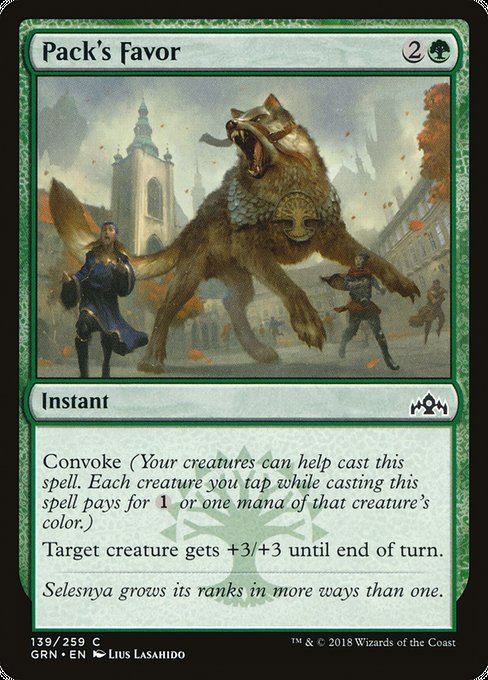 Pack's Favor 2
Instant
Convoke (Your creatures can help cast this
spell. Each creature you tap while casting this
spell pays for 1 or one mana of that creature's
color.)
Target creature gets +3/+3 until end of turn.
Selesnya grows its ranks in more ways than one.
139/259 C
GRN • EN Lius Lasahido
™ & © 2018 Wizards of the Coast